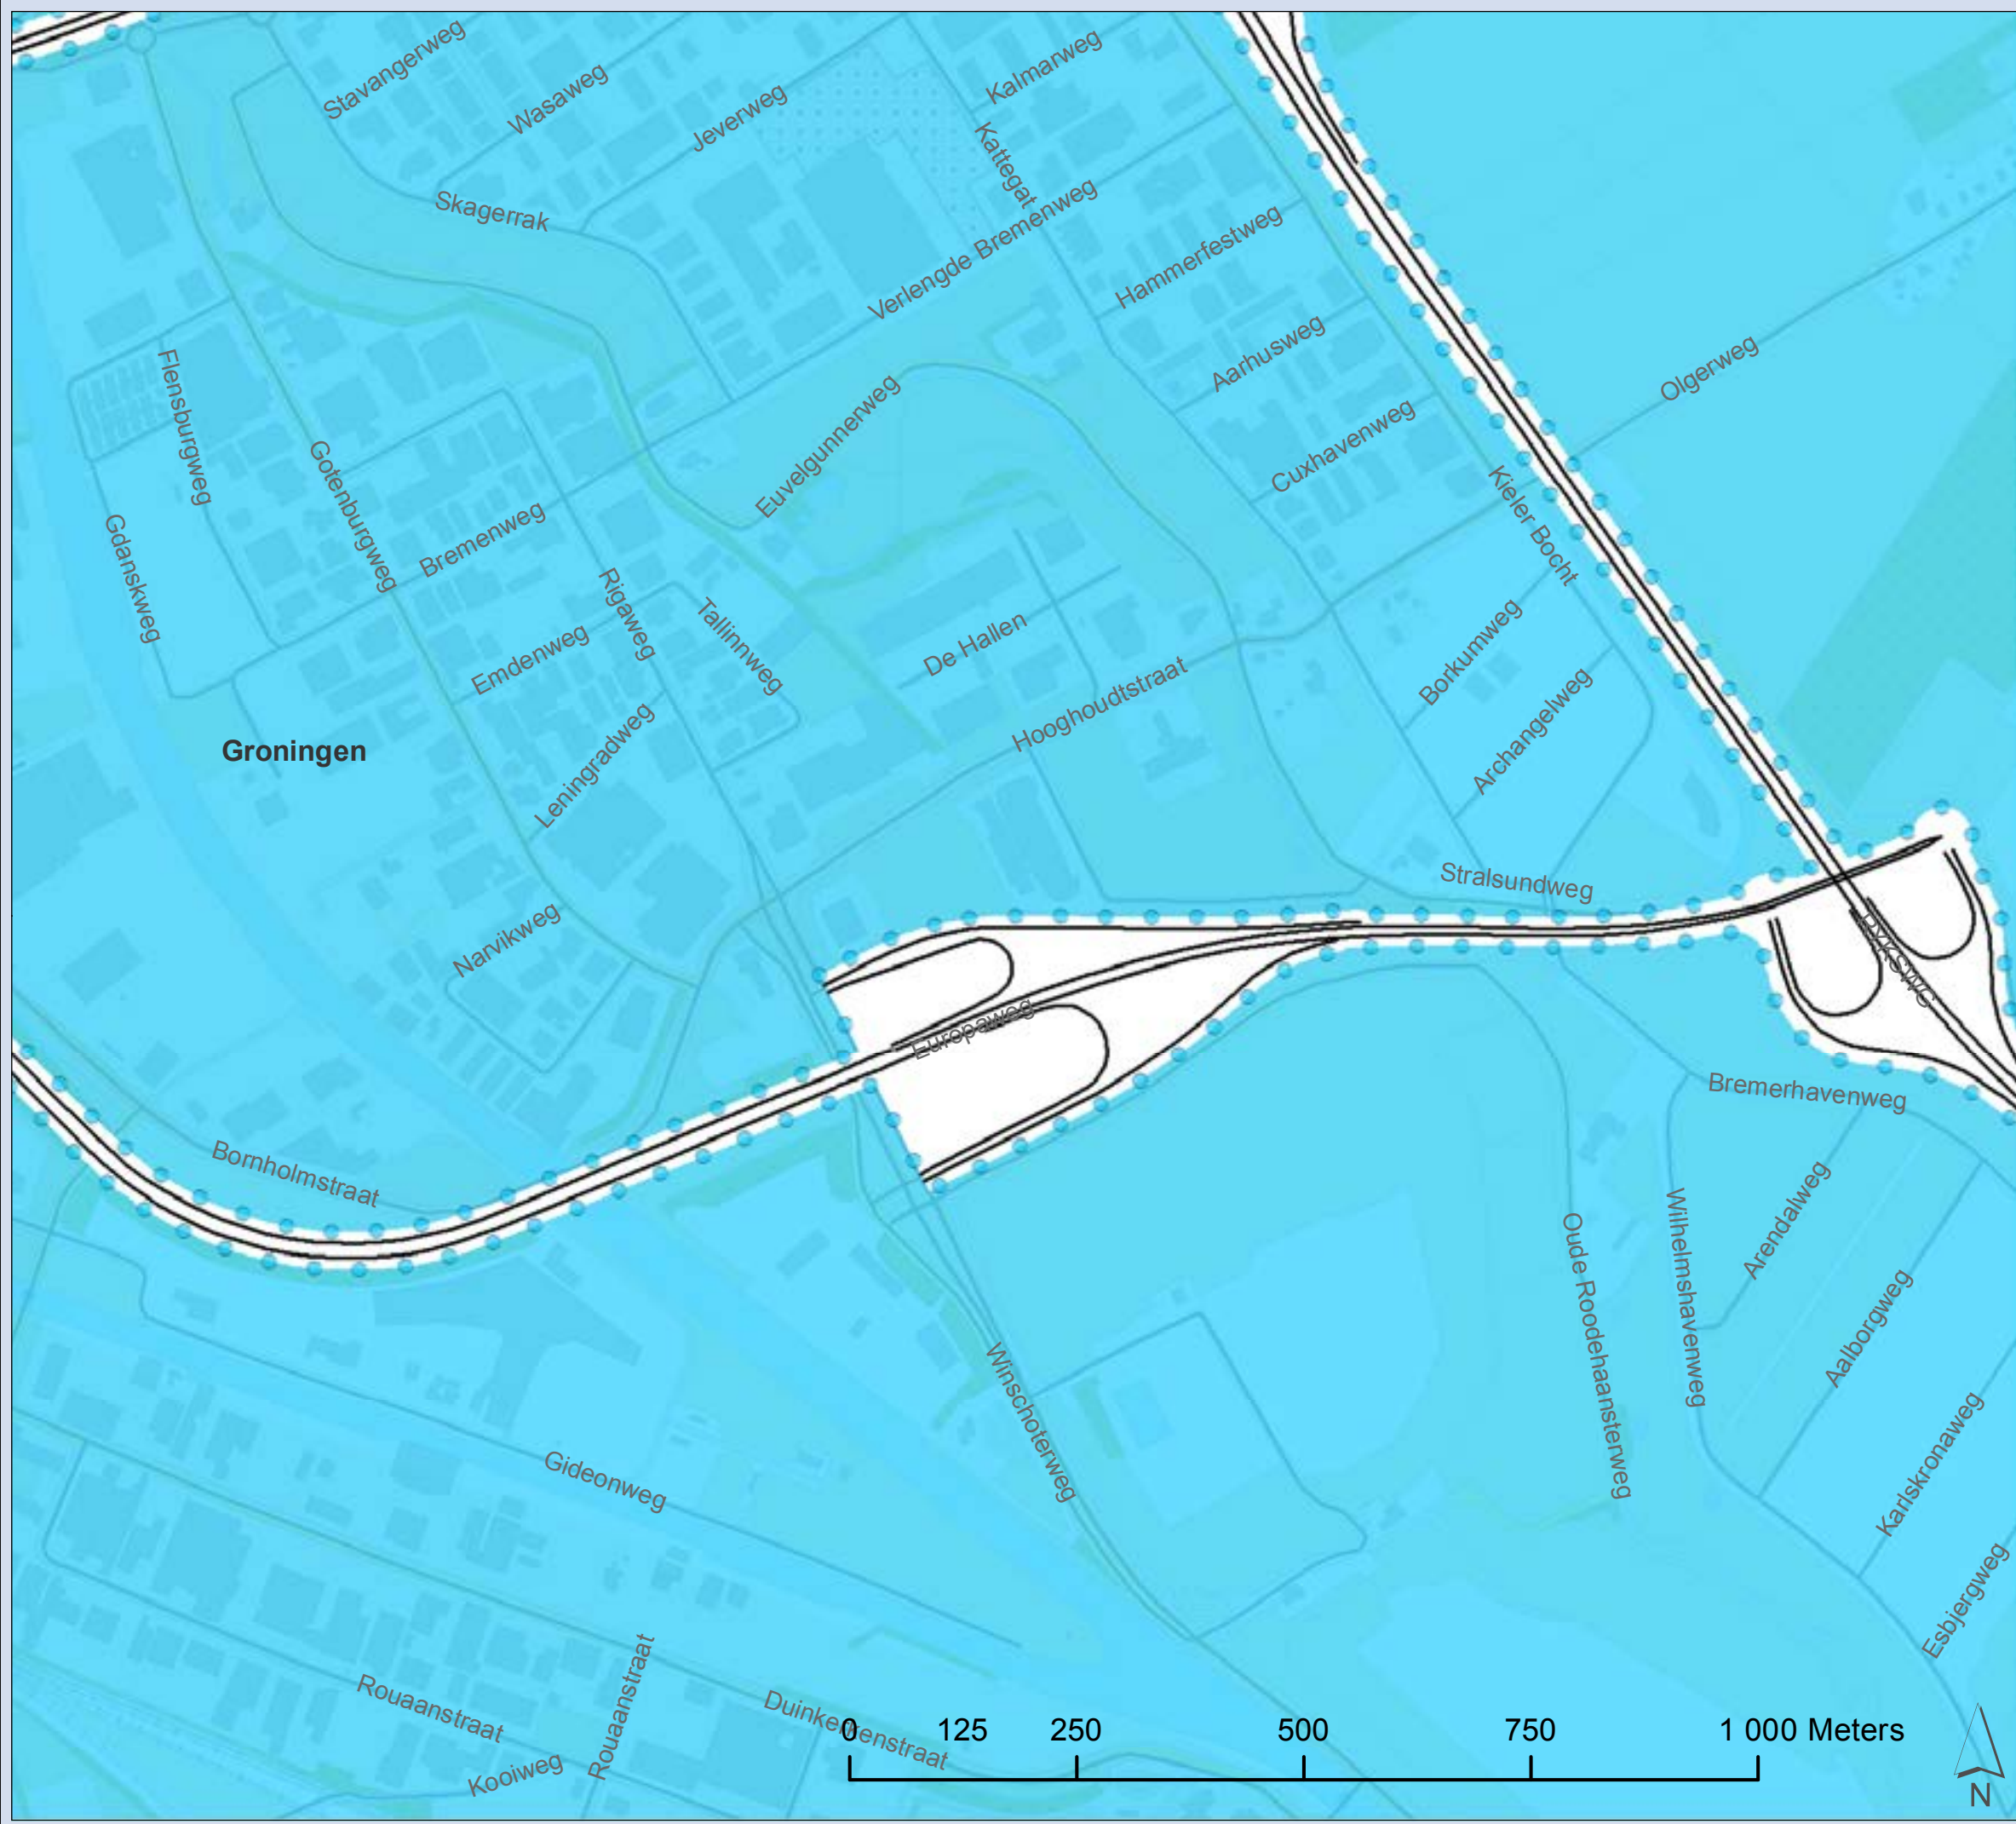 Stavangerweg
Wasaweg
Jeverweg
Kalmarweg
Kattegat
Skagerrak
Verlengde Bremenweg
Hammerfestweg
Aarhusweg
Cuxhavenweg
Olgerweg
Flensburgweg
Gotenburgweg
Euvelgunnerweg
Kieler Bocht
Gdanskweg
Bremenweg
Rigaweg
Tallinnweg
Emdenweg
De Hallen
Borkumweg
Archangelweg
Hooghoudtstraat
Leningradweg
Groningen
Stralsundweg
Narvikweg
Europaweg
Bremerhavenweg
Bornholmstraat
Oude Roodehaansterweg
Wilhelmshavenweg
Arendalweg
Aalborgweg
Winschoterweg
Karlskronaweg
Gideonweg
Esbjergweg
Rouaanstraat
Rouaanstraat
Duinkerkenstraat
Kooiweg
0 125 250 500 750 1 000 Meters
N